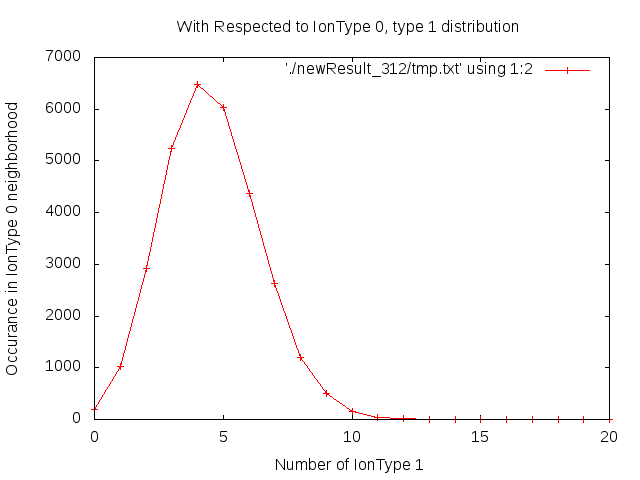 With Respected to IonType 0, type 1 distribution
'./newResult_312/tmp.txt' using 1:2
7000
6000
5000
4000
3000
2000
1000
0
Occurance in IonType 0 neighborhood
0 5 10 15 20
Number of IonType 1